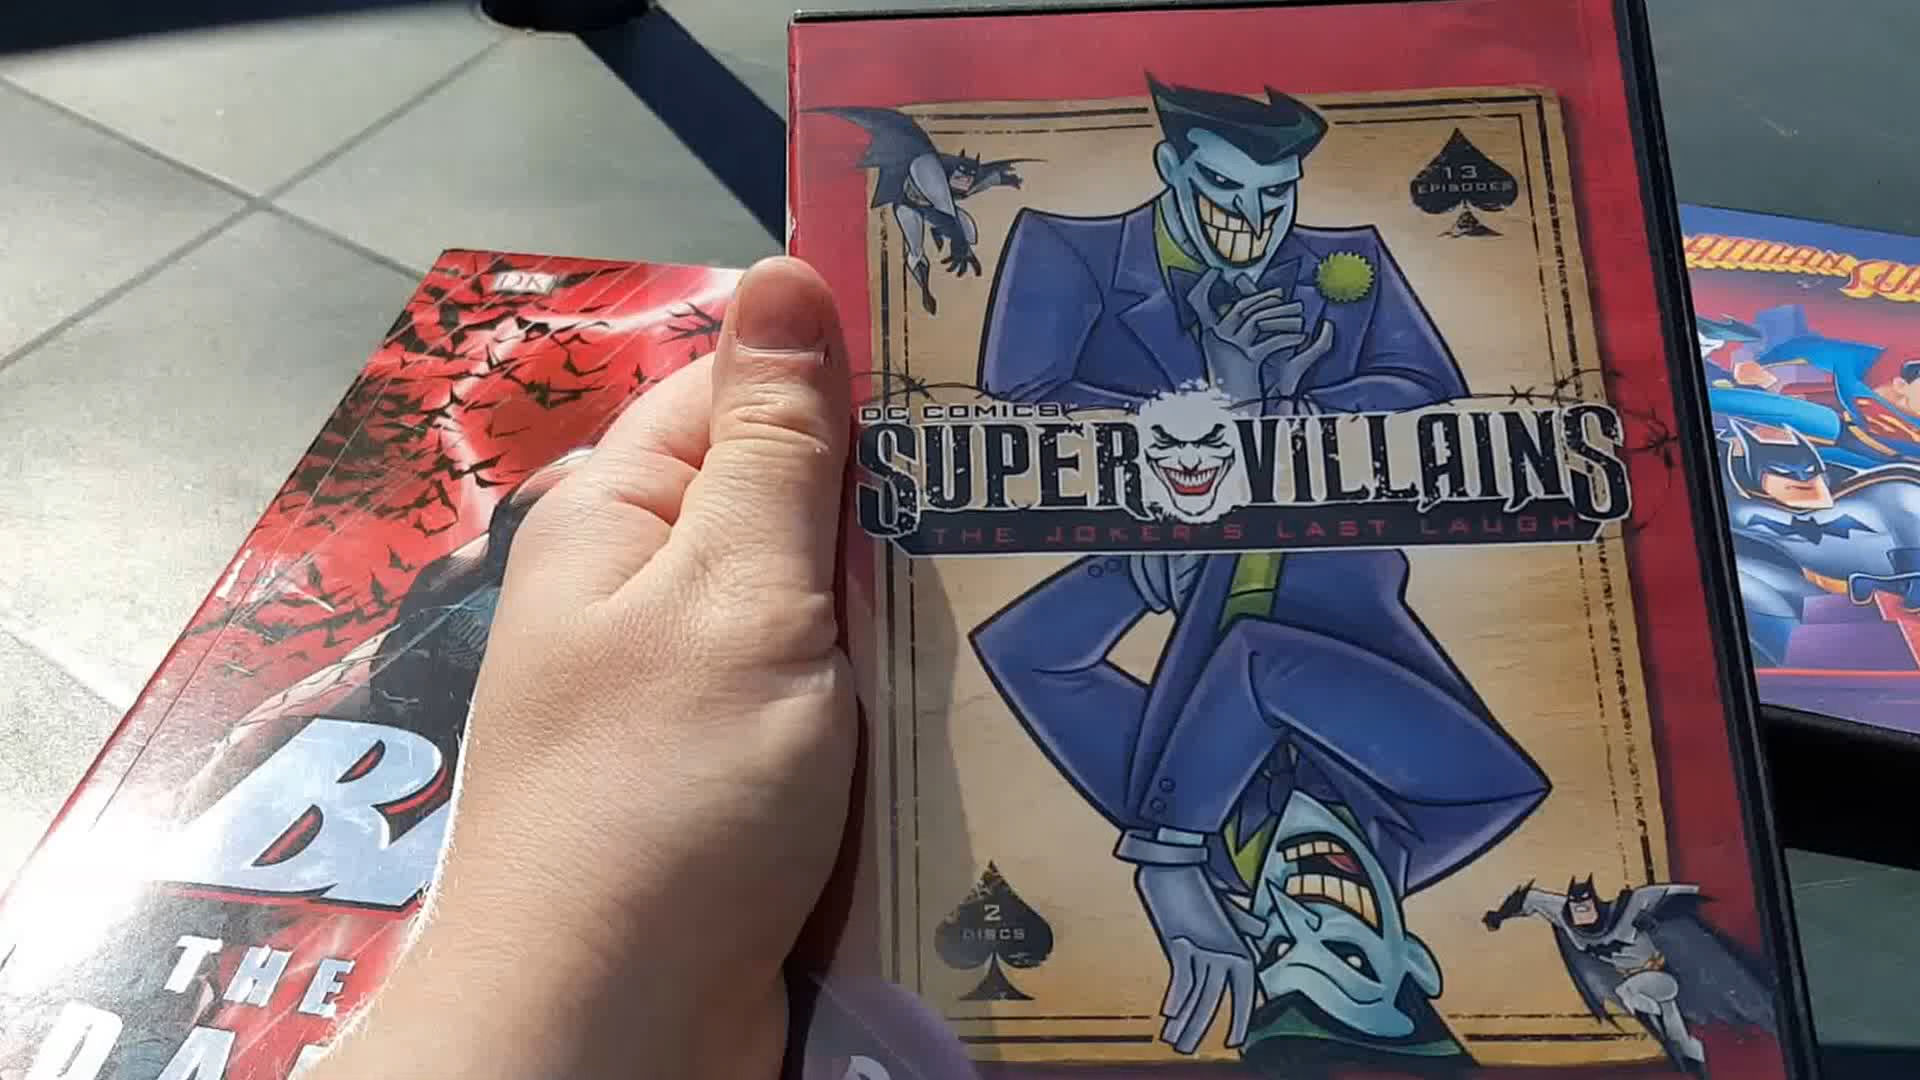 DK
13
EPISODES
DC COMICS
SUPER VILLAINS
THE JOKER'S LAST LAUGH
THE
2
DISCS